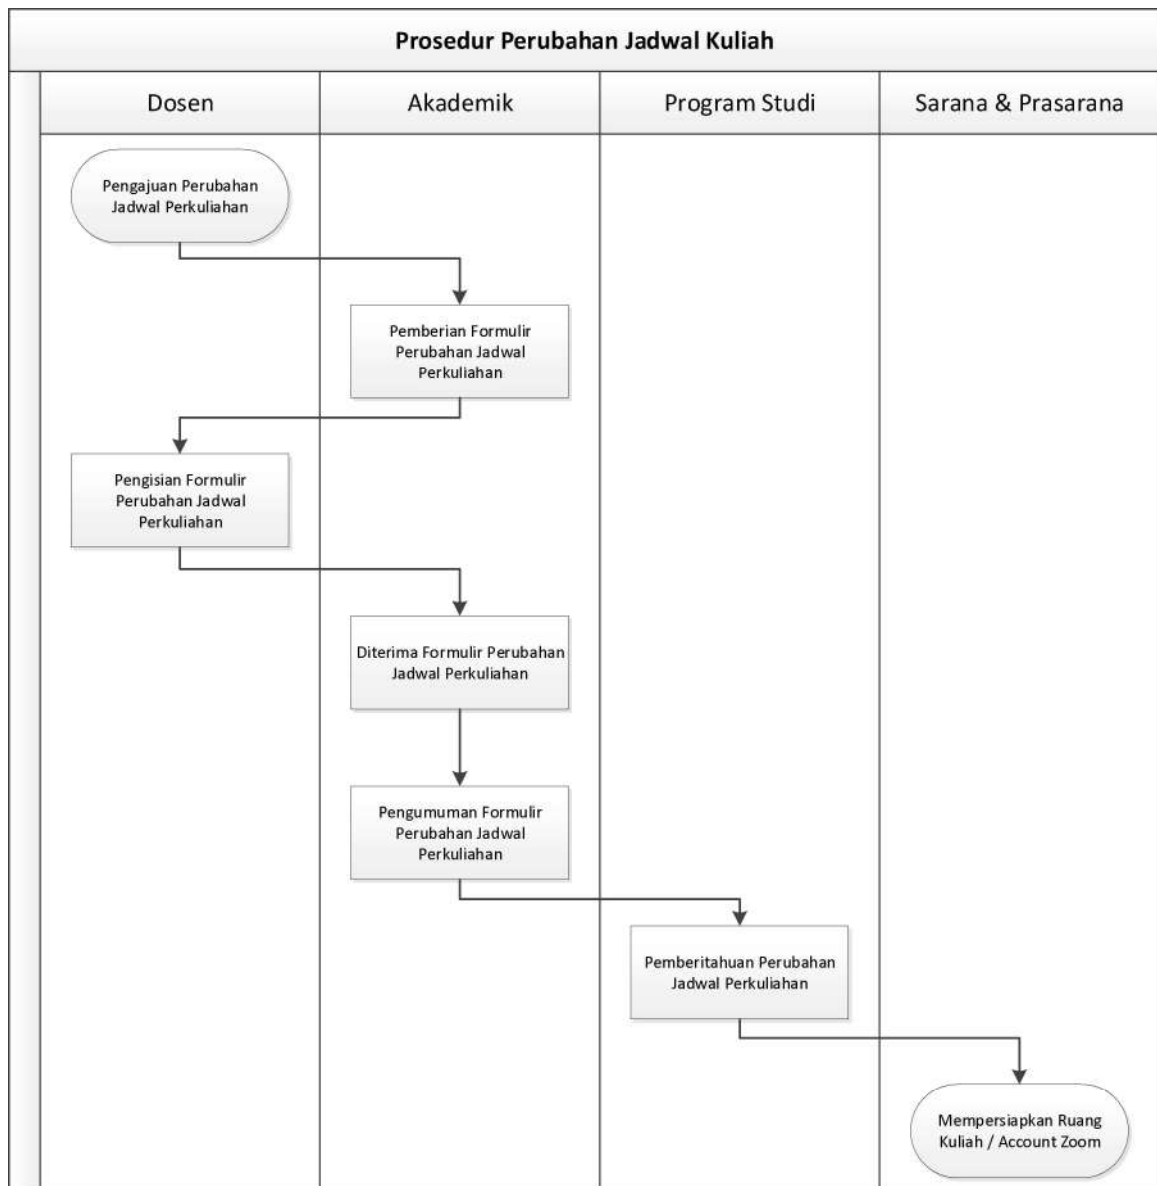 Prosedur Perubahan Jadwal Kuliah
Dosen
Akademik
Program Studi
Sarana & Prasarana
Pengajuan Perubahan
Jadwal Perkuliahan
Pemberian Formulir
Perubahan Jadwal
Perkuliahan
Pengisian Formulir
Perubahan Jadwal
Perkuliahan
Diterima Formulir Perubahan
Jadwal Perkuliahan
Pengumuman Formulir
Perubahan Jadwal
Perkuliahan
Pemberitahuan Perubahan
Jadwal Perkuliahan
Mempersiapkan Ruang
Kuliah / Account Zoom